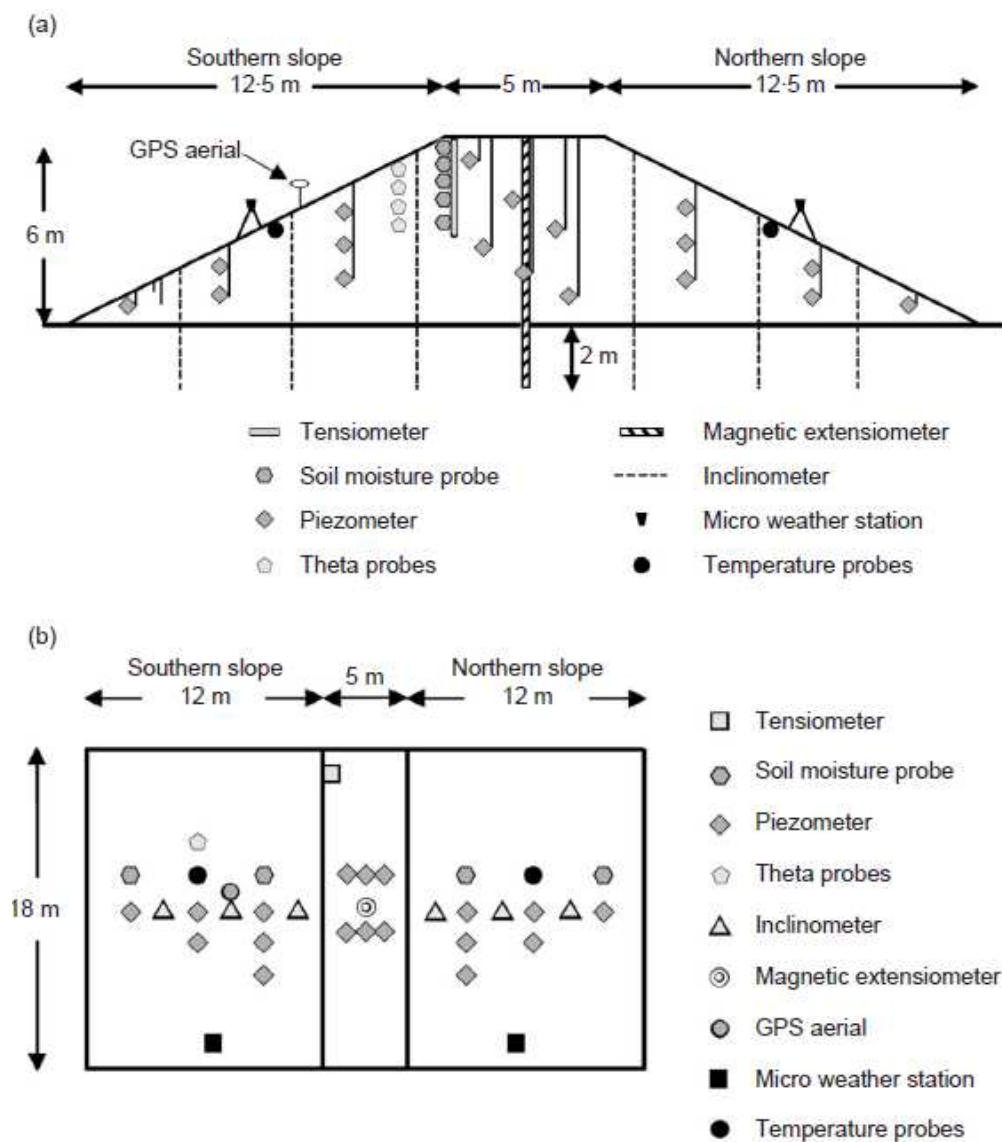 (a)
Southern slope
12·5 m
5 m
Northern slope
12·5 m
GPS aerial
6 m
2 m
Tensiometer
Soil moisture probe
Piezometer
Theta probes
Magnetic extensiometer
Inclinometer
Micro weather station
Temperature probes
(b)
Southern slope
12 m
5 m
Northern slope
12 m
18 m
Tensiometer
Soil moisture probe
Piezometer
Theta probes
Inclinometer
Magnetic extensiometer
GPS aerial
Micro weather station
Temperature probes